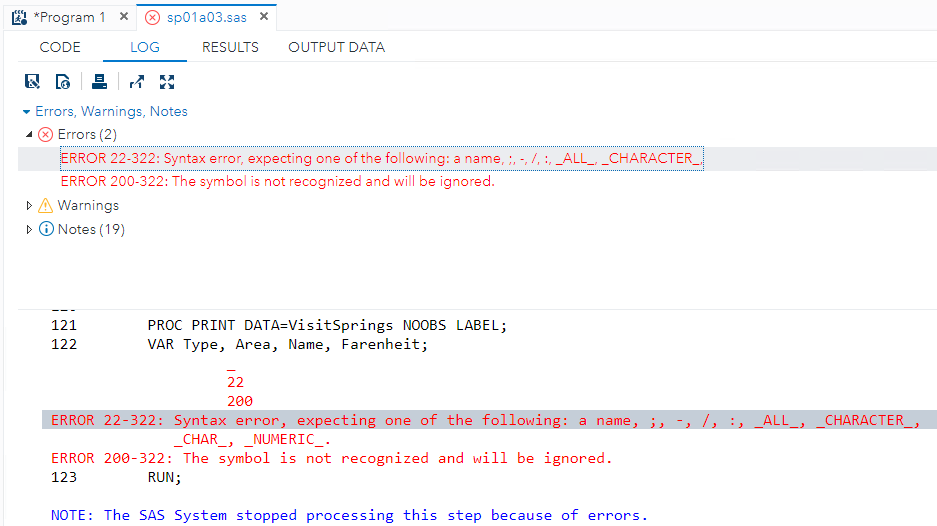 *Program 1 × sp01a03.sas ×
CODE LOG RESULTS OUTPUT DATA
Errors, Warnings, Notes
Errors (2)
ERROR 22-322: Syntax error, expecting one of the following: a name, ;, -, /, :, _ALL_, _CHARACTER_,
ERROR 200-322: The symbol is not recognized and will be ignored.
Warnings
Notes (19)
121 PROC PRINT DATA=VisitSprings NOOBS LABEL;
122 VAR Type, Area, Name, Farenheit;
_
22
200
ERROR 22-322: Syntax error, expecting one of the following: a name, ;, -, /, :, _ALL_, _CHARACTER_,
_CHAR_, _NUMERIC_.
ERROR 200-322: The symbol is not recognized and will be ignored.
123 RUN;
NOTE: The SAS System stopped processing this step because of errors.